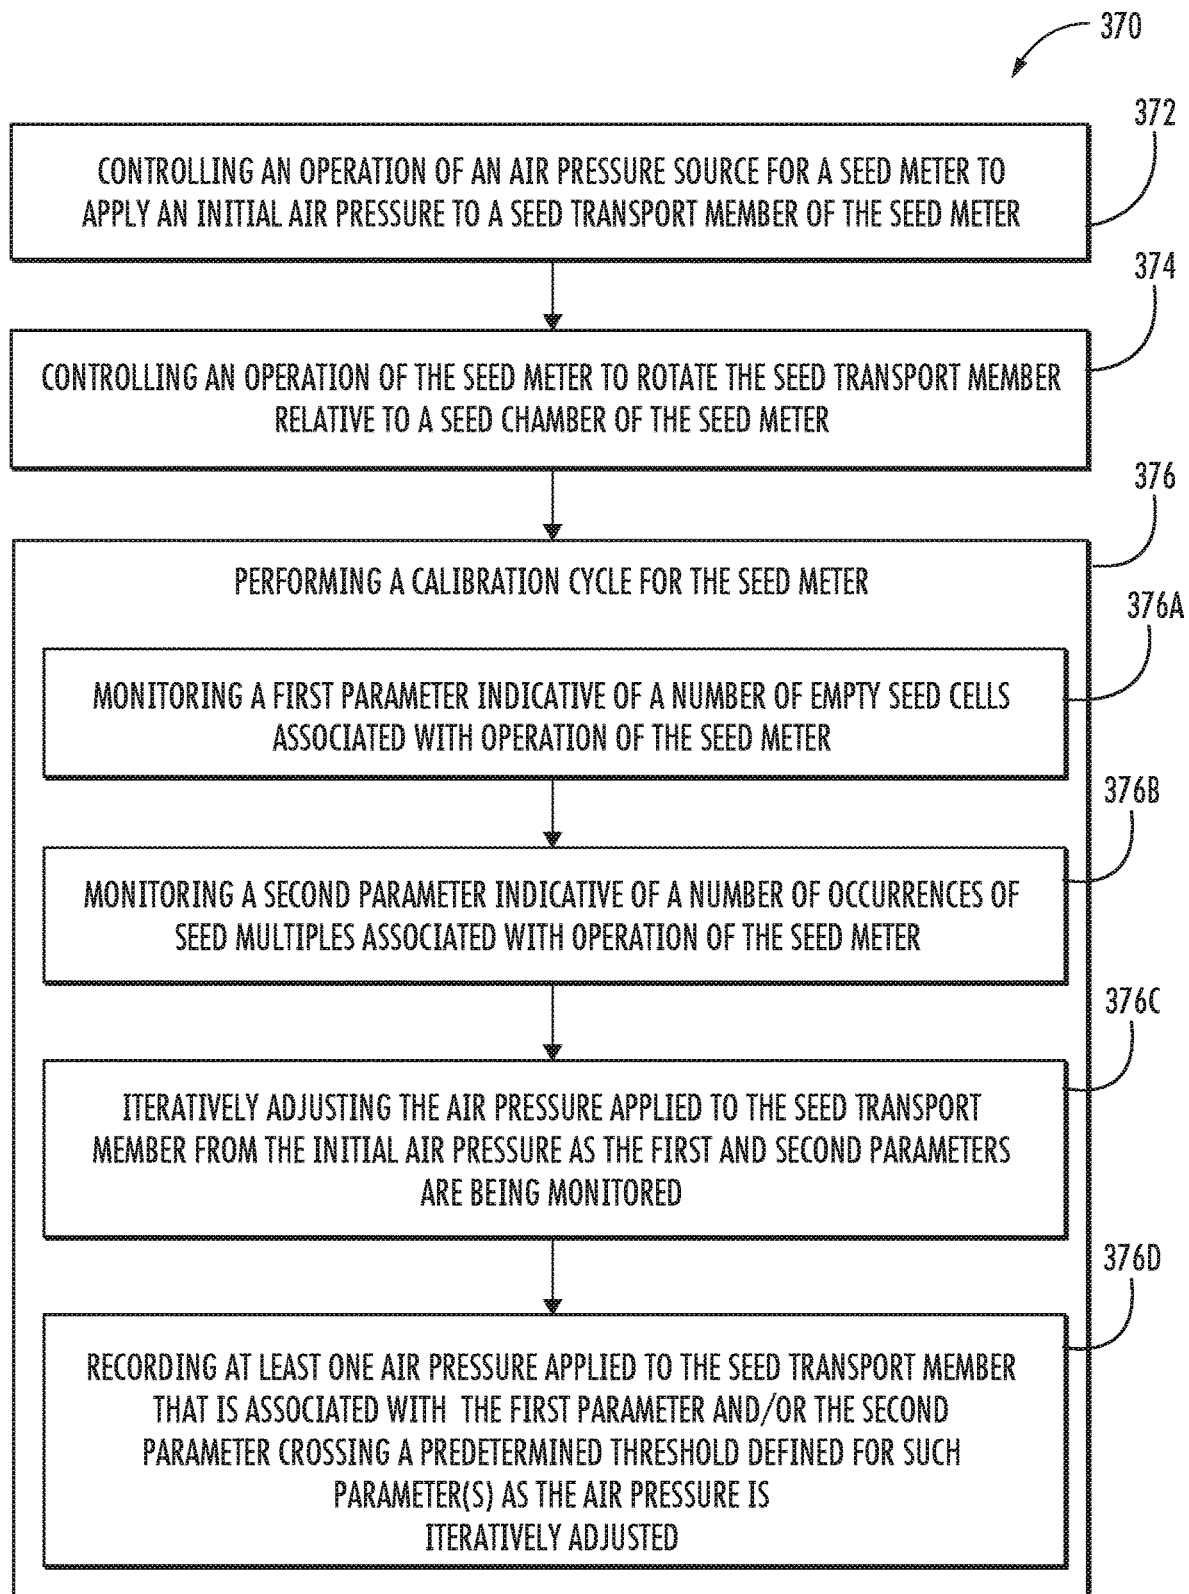 370
372
CONTROLLING AN OPERATION OF AN AIR PRESSURE SOURCE FOR A SEED METER TO
APPLY AN INITIAL AIR PRESSURE TO A SEED TRANSPORT MEMBER OF THE SEED METER
374
CONTROLLING AN OPERATION OF THE SEED METER TO ROTATE THE SEED TRANSPORT MEMBER
RELATIVE TO A SEED CHAMBER OF THE SEED METER
376
PERFORMING A CALIBRATION CYCLE FOR THE SEED METER
376A
MONITORING A FIRST PARAMETER INDICATIVE OF A NUMBER OF EMPTY SEED CELLS
ASSOCIATED WITH OPERATION OF THE SEED METER
376B
MONITORING A SECOND PARAMETER INDICATIVE OF A NUMBER OF OCCURRENCES OF
SEED MULTIPLES ASSOCIATED WITH OPERATION OF THE SEED METER
376C
ITERATIVELY ADJUSTING THE AIR PRESSURE APPLIED TO THE SEED TRANSPORT
MEMBER FROM THE INITIAL AIR PRESSURE AS THE FIRST AND SECOND PARAMETERS
ARE BEING MONITORED
376D
RECORDING AT LEAST ONE AIR PRESSURE APPLIED TO THE SEED TRANSPORT MEMBER
THAT IS ASSOCIATED WITH THE FIRST PARAMETER AND/OR THE SECOND
PARAMETER CROSSING A PREDETERMINED THRESHOLD DEFINED FOR SUCH
PARAMETER(S) AS THE AIR PRESSURE IS
ITERATIVELY ADJUSTED